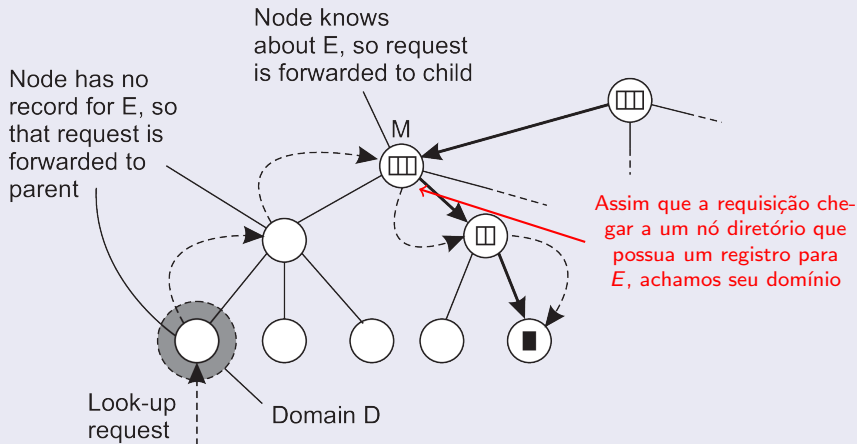 Node knows
about E, so request
is forwarded to child
Node has no
record for E, so
that request is
forwarded to
parent
M
Assim que a requisição che-
gar a um nó diretório que
possua um registro para
E, achamos seu domínio
Look-up
request
Domain D